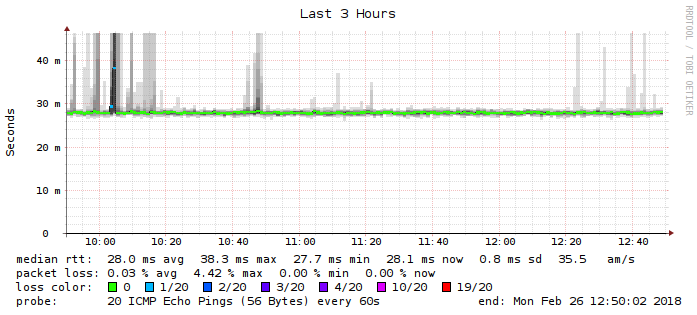 Last 3 Hours
RRDTOOL / TOBI OETIKER
Seconds
40 m
30 m
20 m
10 m
0
10:00 10:20 10:40 11:00 11:20 11:40 12:00 12:20 12:40
median rtt: 28.0 ms avg 38.3 ms max 27.7 ms min 28.1 ms now 0.8 ms sd 35.5 am/s
packet loss: 0.03 % avg 4.42 % max 0.00 % min 0.00 % now
loss color: 0 1/20 2/20 3/20 4/20 10/20 19/20
probe: 20 ICMP Echo Pings (56 Bytes) every 60s end: Mon Feb 26 12:50:02 2018